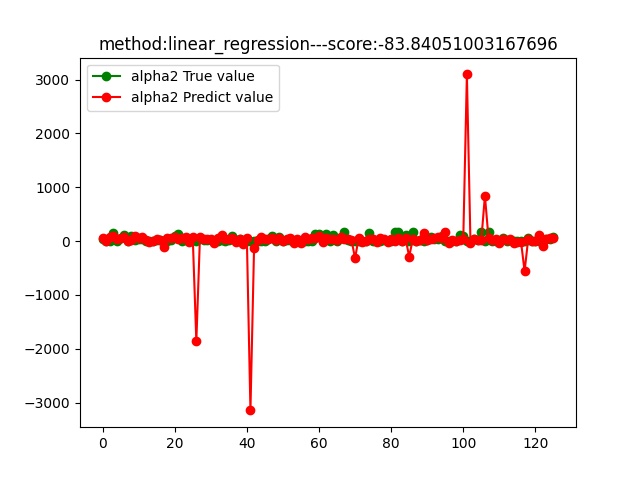 method:linear_regression---score:-83.84051003167696
alpha2 True value
alpha2 Predict value
3000
2000
1000
0
−1000
−2000
−3000
0 20 40 60 80 100 120